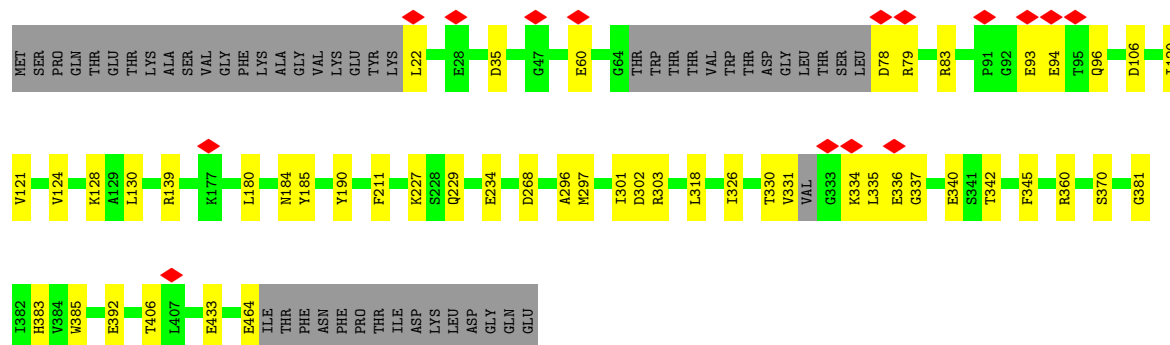 MET SER PRO GLN THR GLU THR LYS ALA SER VAL GLY PHE LYS ALA GLY VAL LYS GLU TYR LYS L22 E28 D35 G47 E60 G64 THR TRP THR THR VAL TRP THR ASP GLY LEU THR SER LEU D78 R79 R83 P91 G92 E93 E94 T95 Q96 D106
V121 V124 K128 A129 L130 R139 K177 L180 N184 Y185 Y190 F211 K227 S228 Q229 E234 D268 A296 M297 I301 D302 R303 L318 I326 T330 V331 VAL G333 K334 L335 E336 G337 E340 S341 T342 F345 R360 S370 G381
I382 H383 V384 W385 E392 T406 L407 E433 E464 ILE THR PHE ASN PHE PRO THR ILE ASP LYS LEU ASP GLY GLN GLU